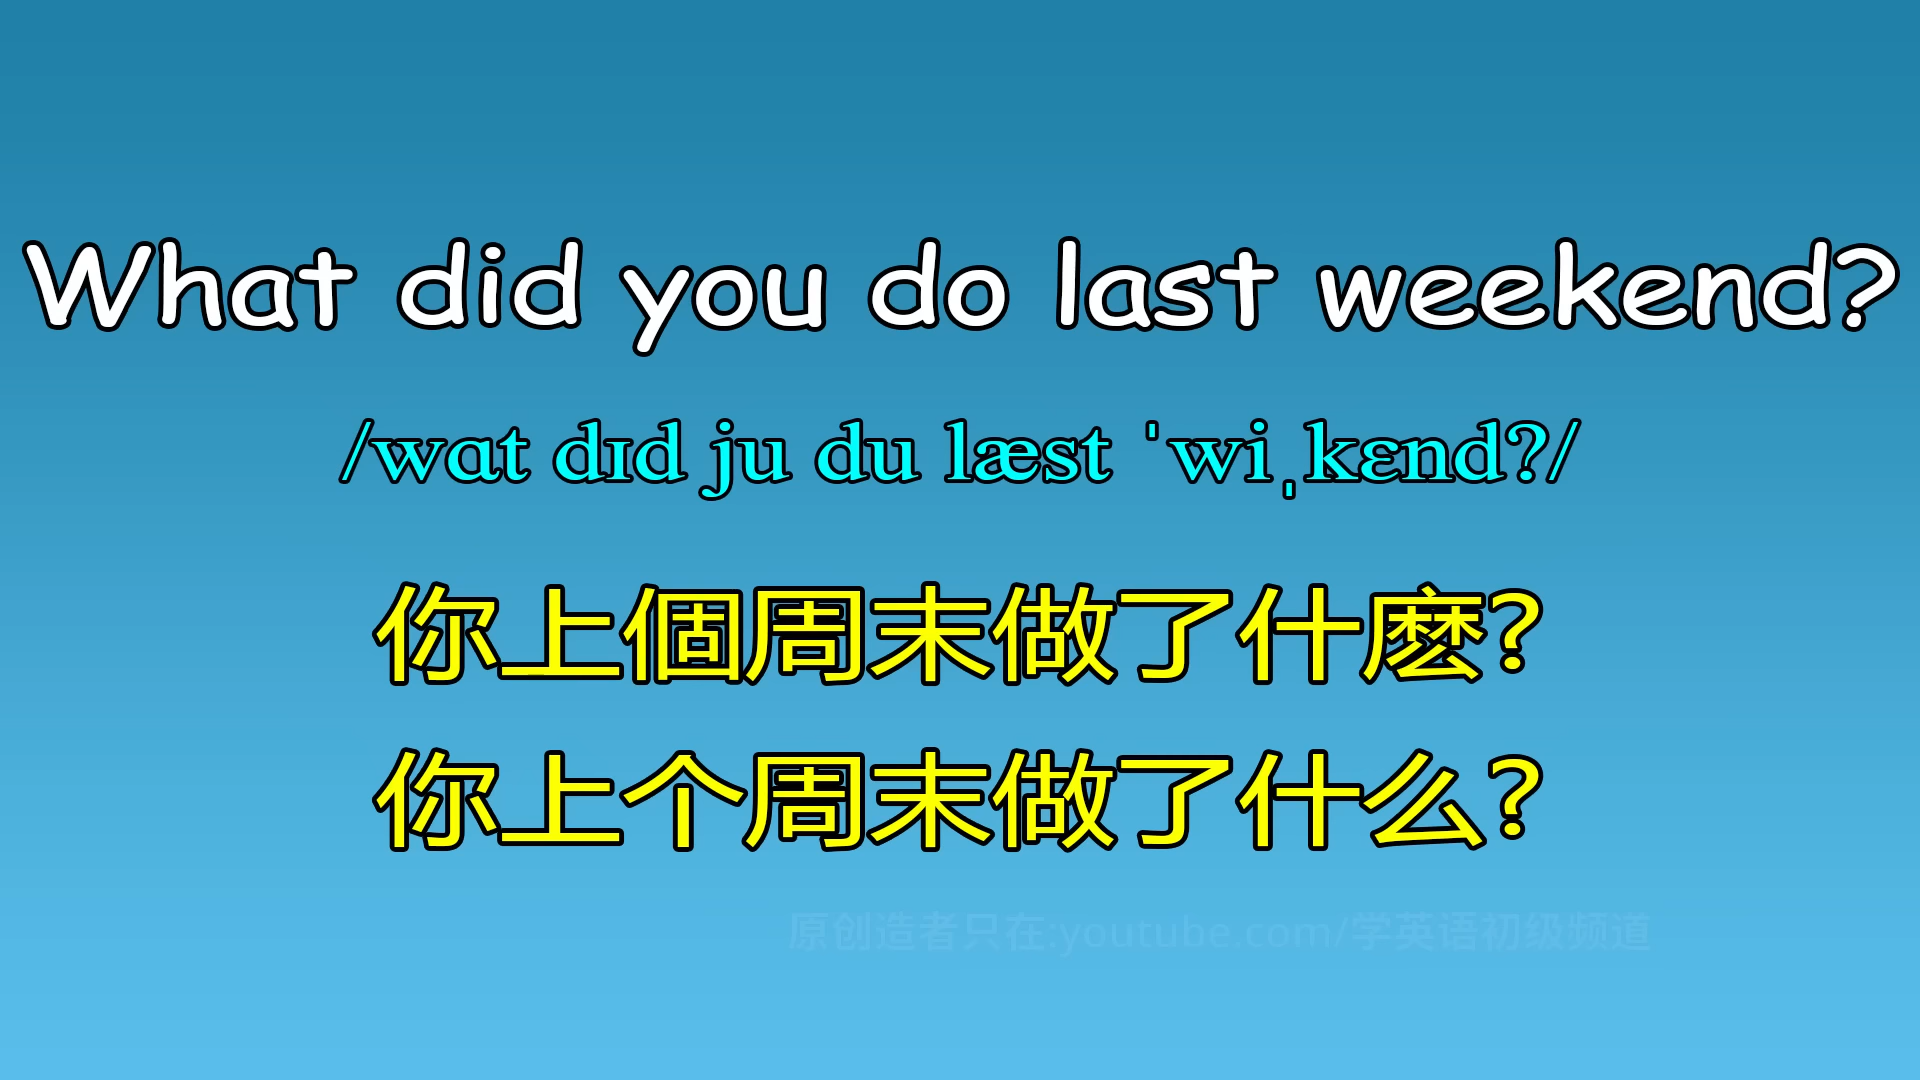 What did you do last weekend?
/wɑt dɪd ju du læst ˈwiˌkɛnd?/
你上個周末做了什麽?
你上个周末做了什么?
原创造者只在:youtube.com/学英语初级频道